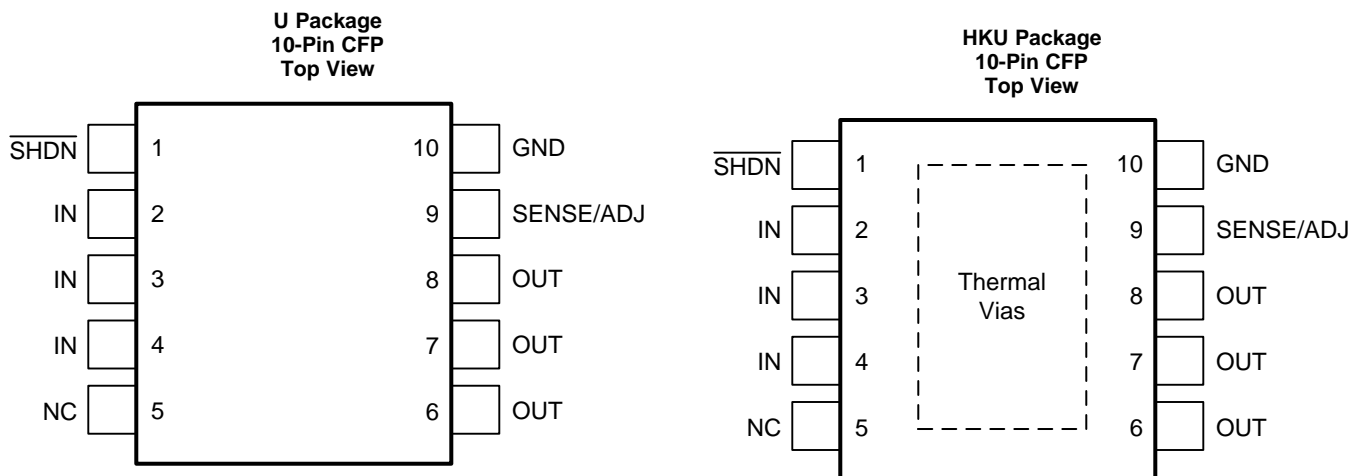 U Package
10-Pin CFP
Top View
SHDN 1 10 GND
IN 2 9 SENSE/ADJ
IN 3 8 OUT
IN 4 7 OUT
NC 5 6 OUT
HKU Package
10-Pin CFP
Top View
SHDN 1 10 GND
IN 2 9 SENSE/ADJ
IN 3 8 OUT
Thermal
Vias
IN 4 7 OUT
NC 5 6 OUT